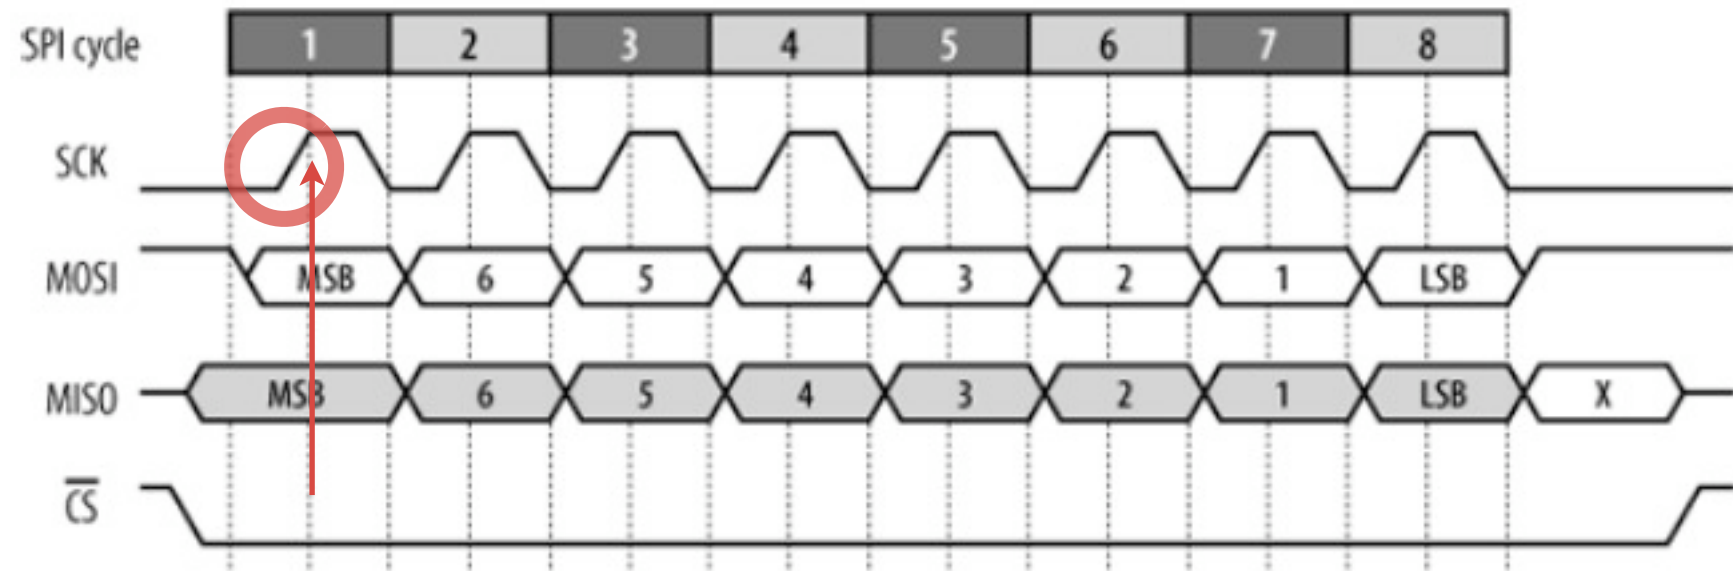 SPI cycle 1 2 3 4 5 6 7 8
SCK
MOSI MSB 6 5 4 3 2 1 LSB
MISO MSB 6 5 4 3 2 1 LSB X
C̅S̅